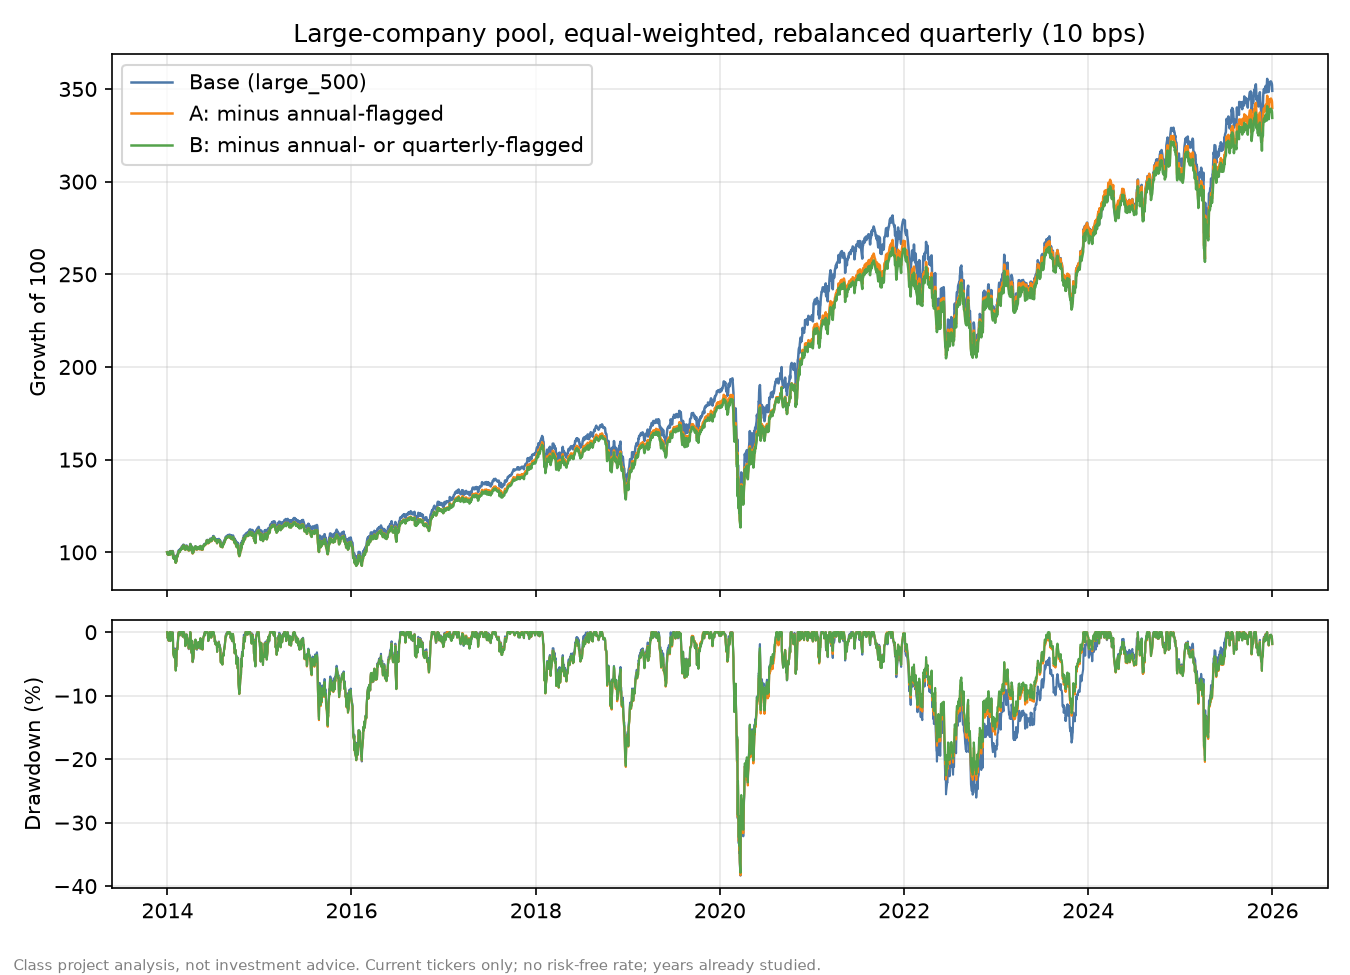 Large-company pool, equal-weighted, rebalanced quarterly (10 bps)
Base (large_500)
A: minus annual-flagged
B: minus annual- or quarterly-flagged
Growth of 100
350
300
250
200
150
100
Drawdown (%)
0
−10
−20
−30
−40
2014 2016 2018 2020 2022 2024 2026
Class project analysis, not investment advice. Current tickers only; no risk-free rate; years already studied.